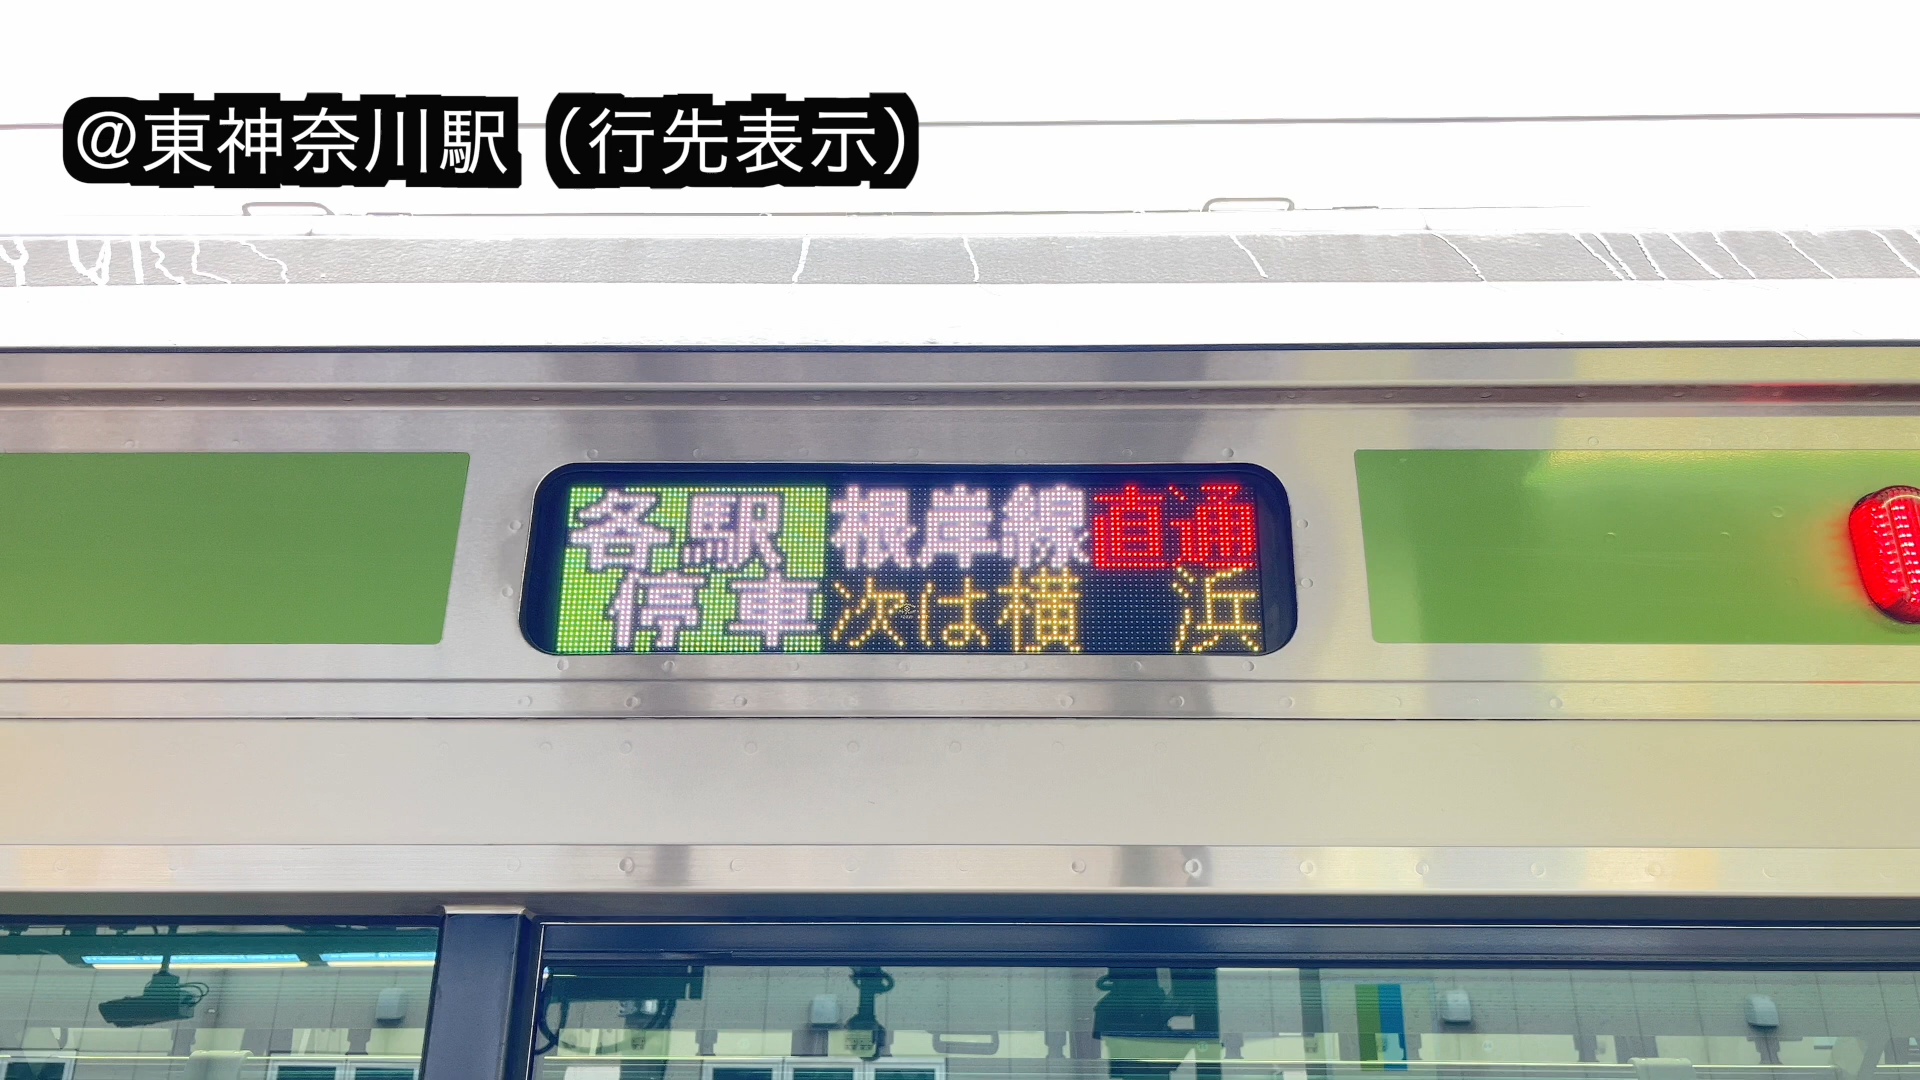 @東神奈川駅（行先表示）
各駅停車 根岸線直通
次は横浜